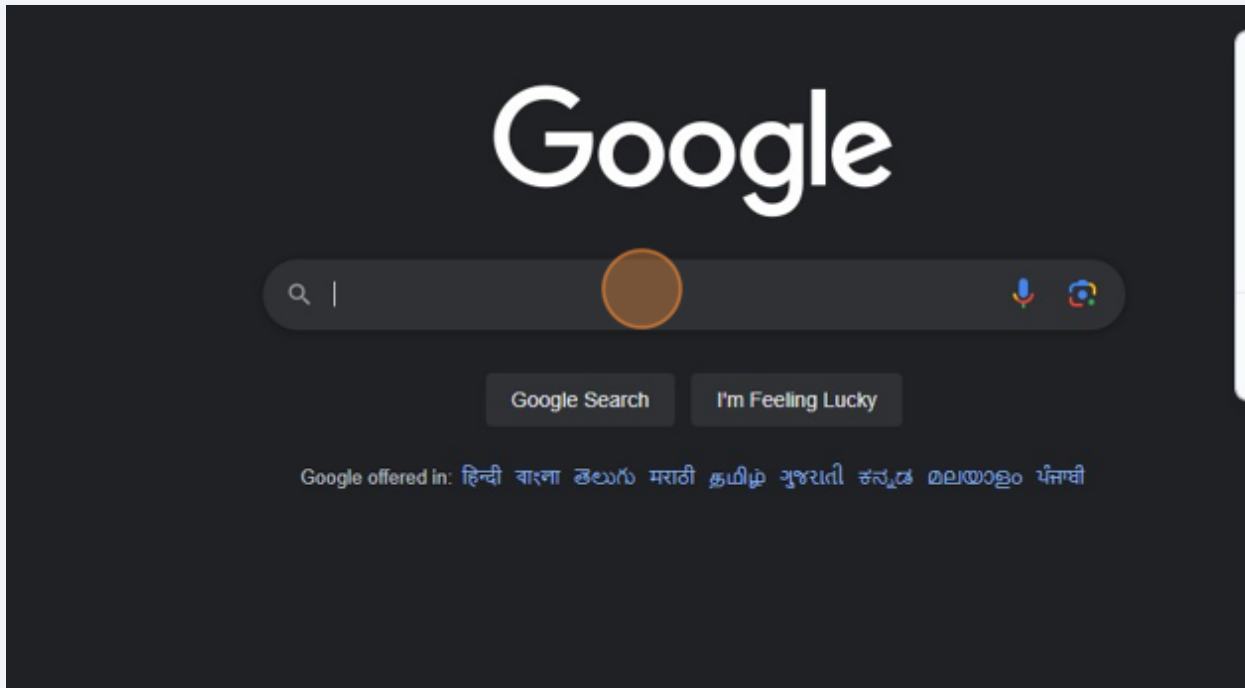 Google
Google Search I'm Feeling Lucky
Google offered in: हिन्दी বাংলা తెలుగు मराठी தமிழ் ગુજરાતી ಕನ್ನಡ മലയാളം ਪੰਜਾਬੀ